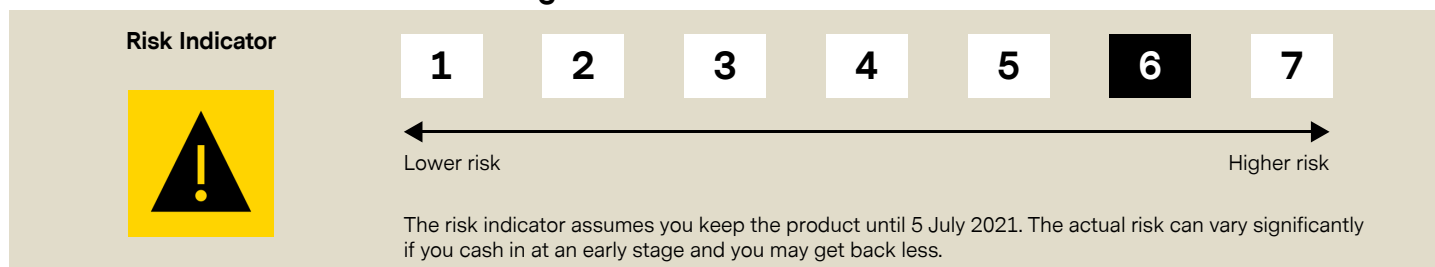 Risk Indicator
1 2 3 4 5 6 7
Lower risk Higher risk
The risk indicator assumes you keep the product until 5 July 2021. The actual risk can vary significantly
if you cash in at an early stage and you may get back less.